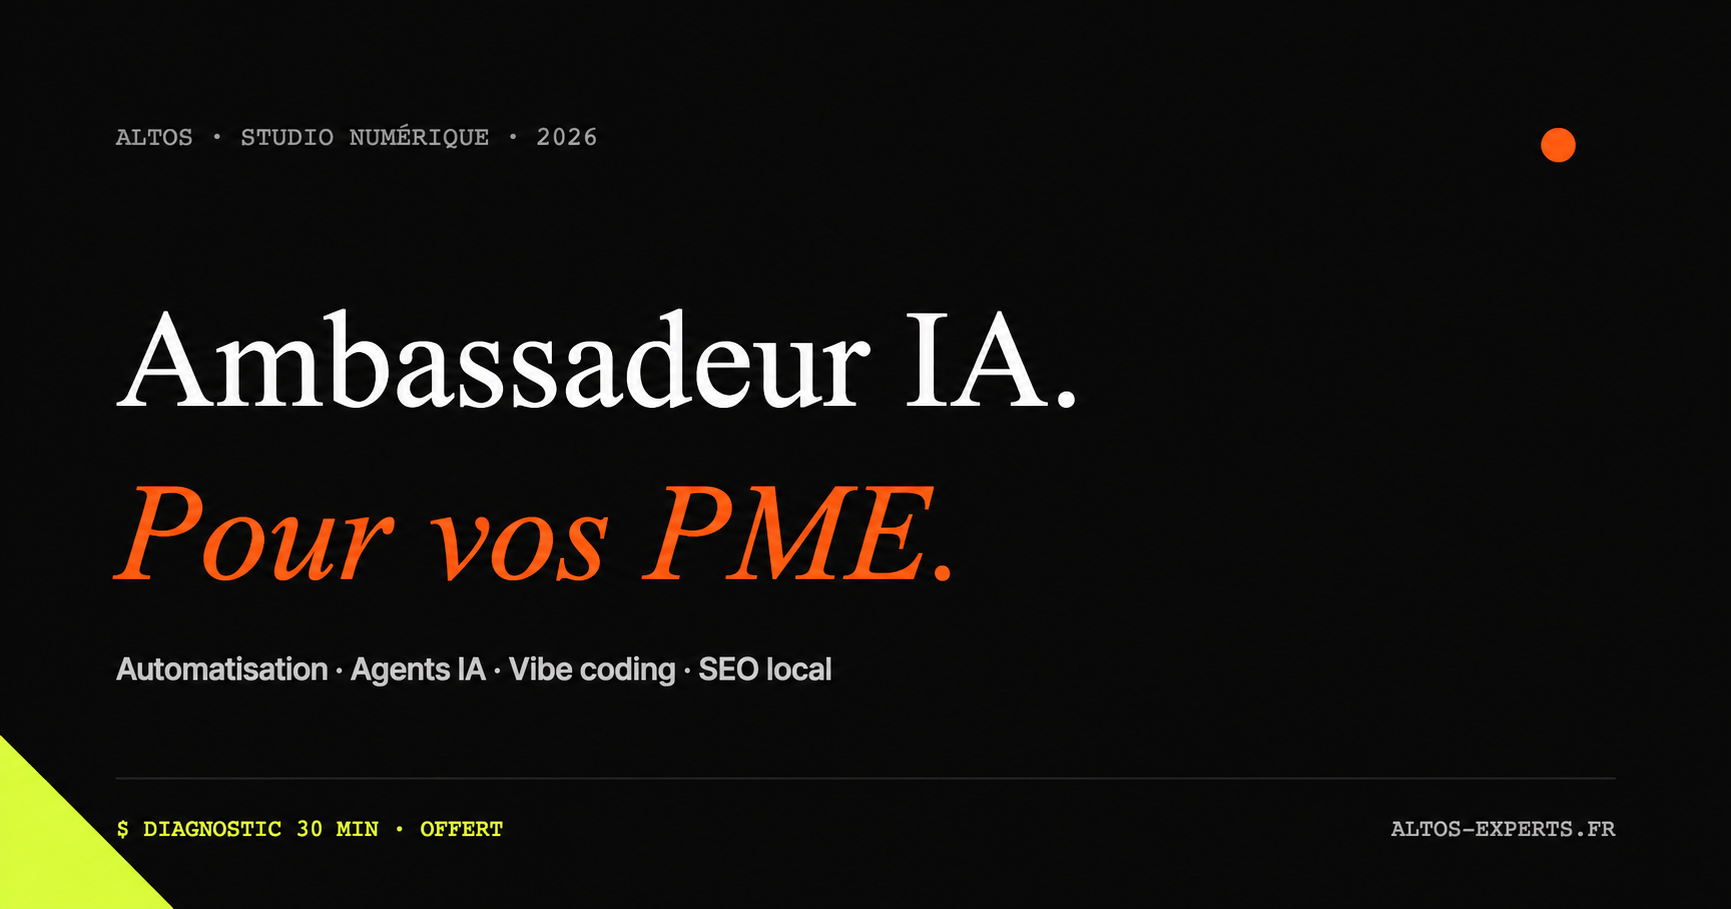 ALTOS · STUDIO NUMÉRIQUE · 2026
Ambassadeur IA.
Pour vos PME.
Automatisation · Agents IA · Vibe coding · SEO local
$ DIAGNOSTIC 30 MIN · OFFERT
ALTOS-EXPERTS.FR